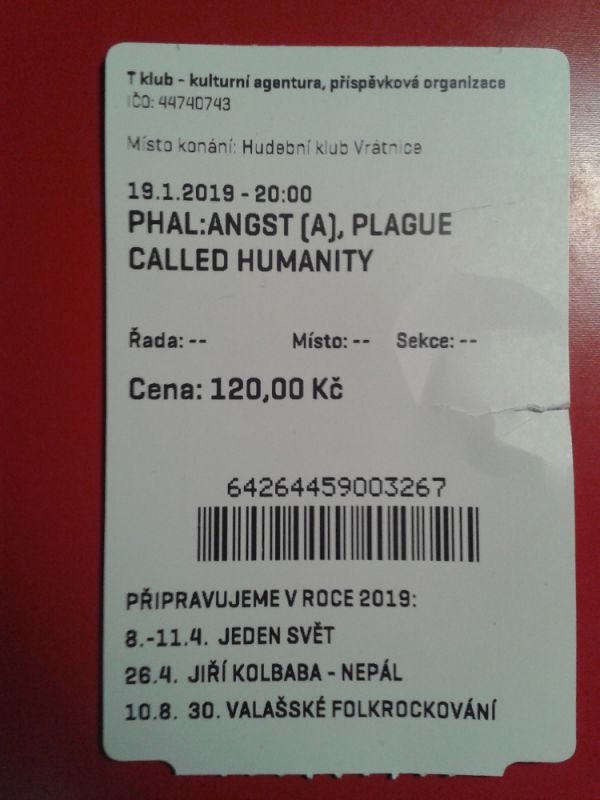 T klub - kulturní agentura, příspěvková organizace
IČO: 44740743
Místo konání: Hudební klub Vrátnice
19.1.2019 - 20:00
PHAL:ANGST (A), PLAGUE
CALLED HUMANITY
Řada: -- Místo: -- Sekce: --
Cena: 120,00 Kč
64264459003267
PŘIPRAVUJEME V ROCE 2019:
8.-11.4. JEDEN SVĚT
26.4. JIŘÍ KOLBABA - NEPÁL
10.8. 30. VALAŠSKÉ FOLKROCKOVÁNÍ